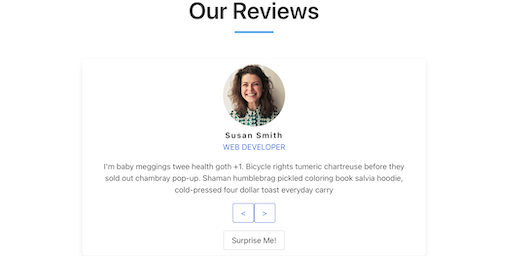 Our Reviews
Susan Smith
WEB DEVELOPER
I'm baby meggings twee health goth +1. Bicycle rights tumeric chartreuse before they
sold out chambray pop-up. Shaman humblebrag pickled coloring book salvia hoodie,
cold-pressed four dollar toast everyday carry
< >
Surprise Me!